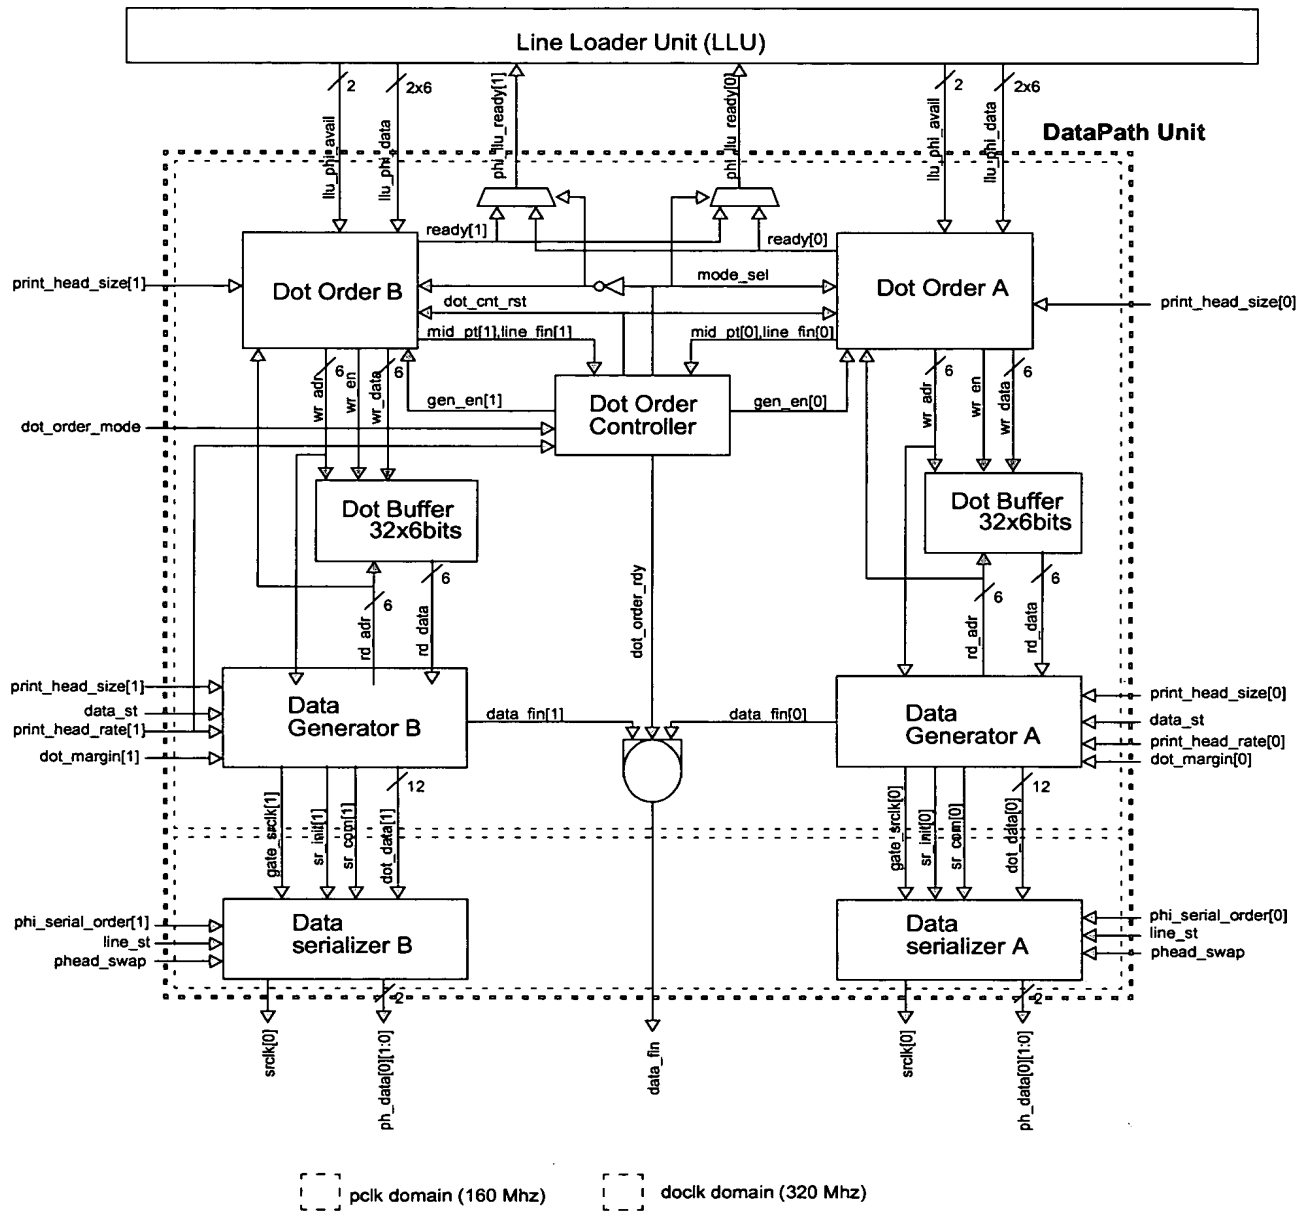 Line Loader Unit (LLU)
2
2x6
2
2x6
llu_phi_avail
llu_phi_data
phi_llu_ready[1]
phi_llu_ready[0]
llu_phi_avail
llu_phi_data
DataPath Unit
ready[1]
ready[0]
print_head_size[1]
Dot Order B
mode_sel
Dot Order A
print_head_size[0]
dot_cnt_rst
mid_pt[1],line_fin[1]
mid_pt[0],line_fin[0]
wr_adr
6
wr_en
wr_data
6
gen_en[1]
Dot Order
Controller
gen_en[0]
wr_adr
6
wr_en
wr_data
6
dot_order_mode
Dot Buffer
32x6bits
Dot Buffer
32x6bits
6
6
rd_adr
rd_data
dot_order_rdy
6
6
rd_adr
rd_data
print_head_size[1]
data_st
print_head_rate[1]
dot_margin[1]
Data
Generator B
data_fin[1]
data_fin[0]
Data
Generator A
print_head_size[0]
data_st
print_head_rate[0]
dot_margin[0]
12
12
gate_srclk[1]
sr_init[1]
sr_com[1]
dot_data[1]
gate_srclk[0]
sr_init[0]
sr_com[0]
dot_data[0]
phi_serial_order[1]
line_st
phead_swap
Data
serializer B
Data
serializer A
phi_serial_order[0]
line_st
phead_swap
2
2
srclk[0]
ph_data[0][1:0]
data_fin
srclk[0]
ph_data[0][1:0]
pclk domain (160 Mhz)
doclk domain (320 Mhz)